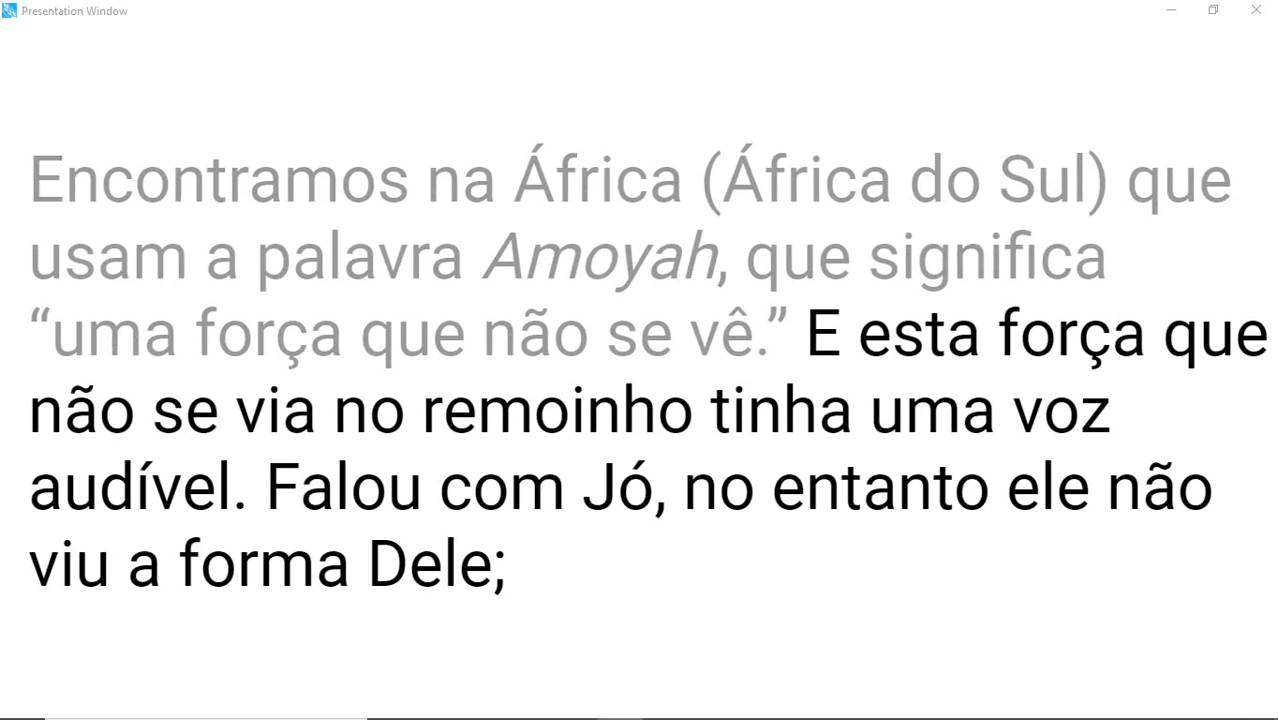 Presentation Window
Encontramos na África (África do Sul) que
usam a palavra Amoyah, que significa
“uma força que não se vê.” E esta força que
não se via no remoinho tinha uma voz
audível. Falou com Jó, no entanto ele não
viu a forma Dele;